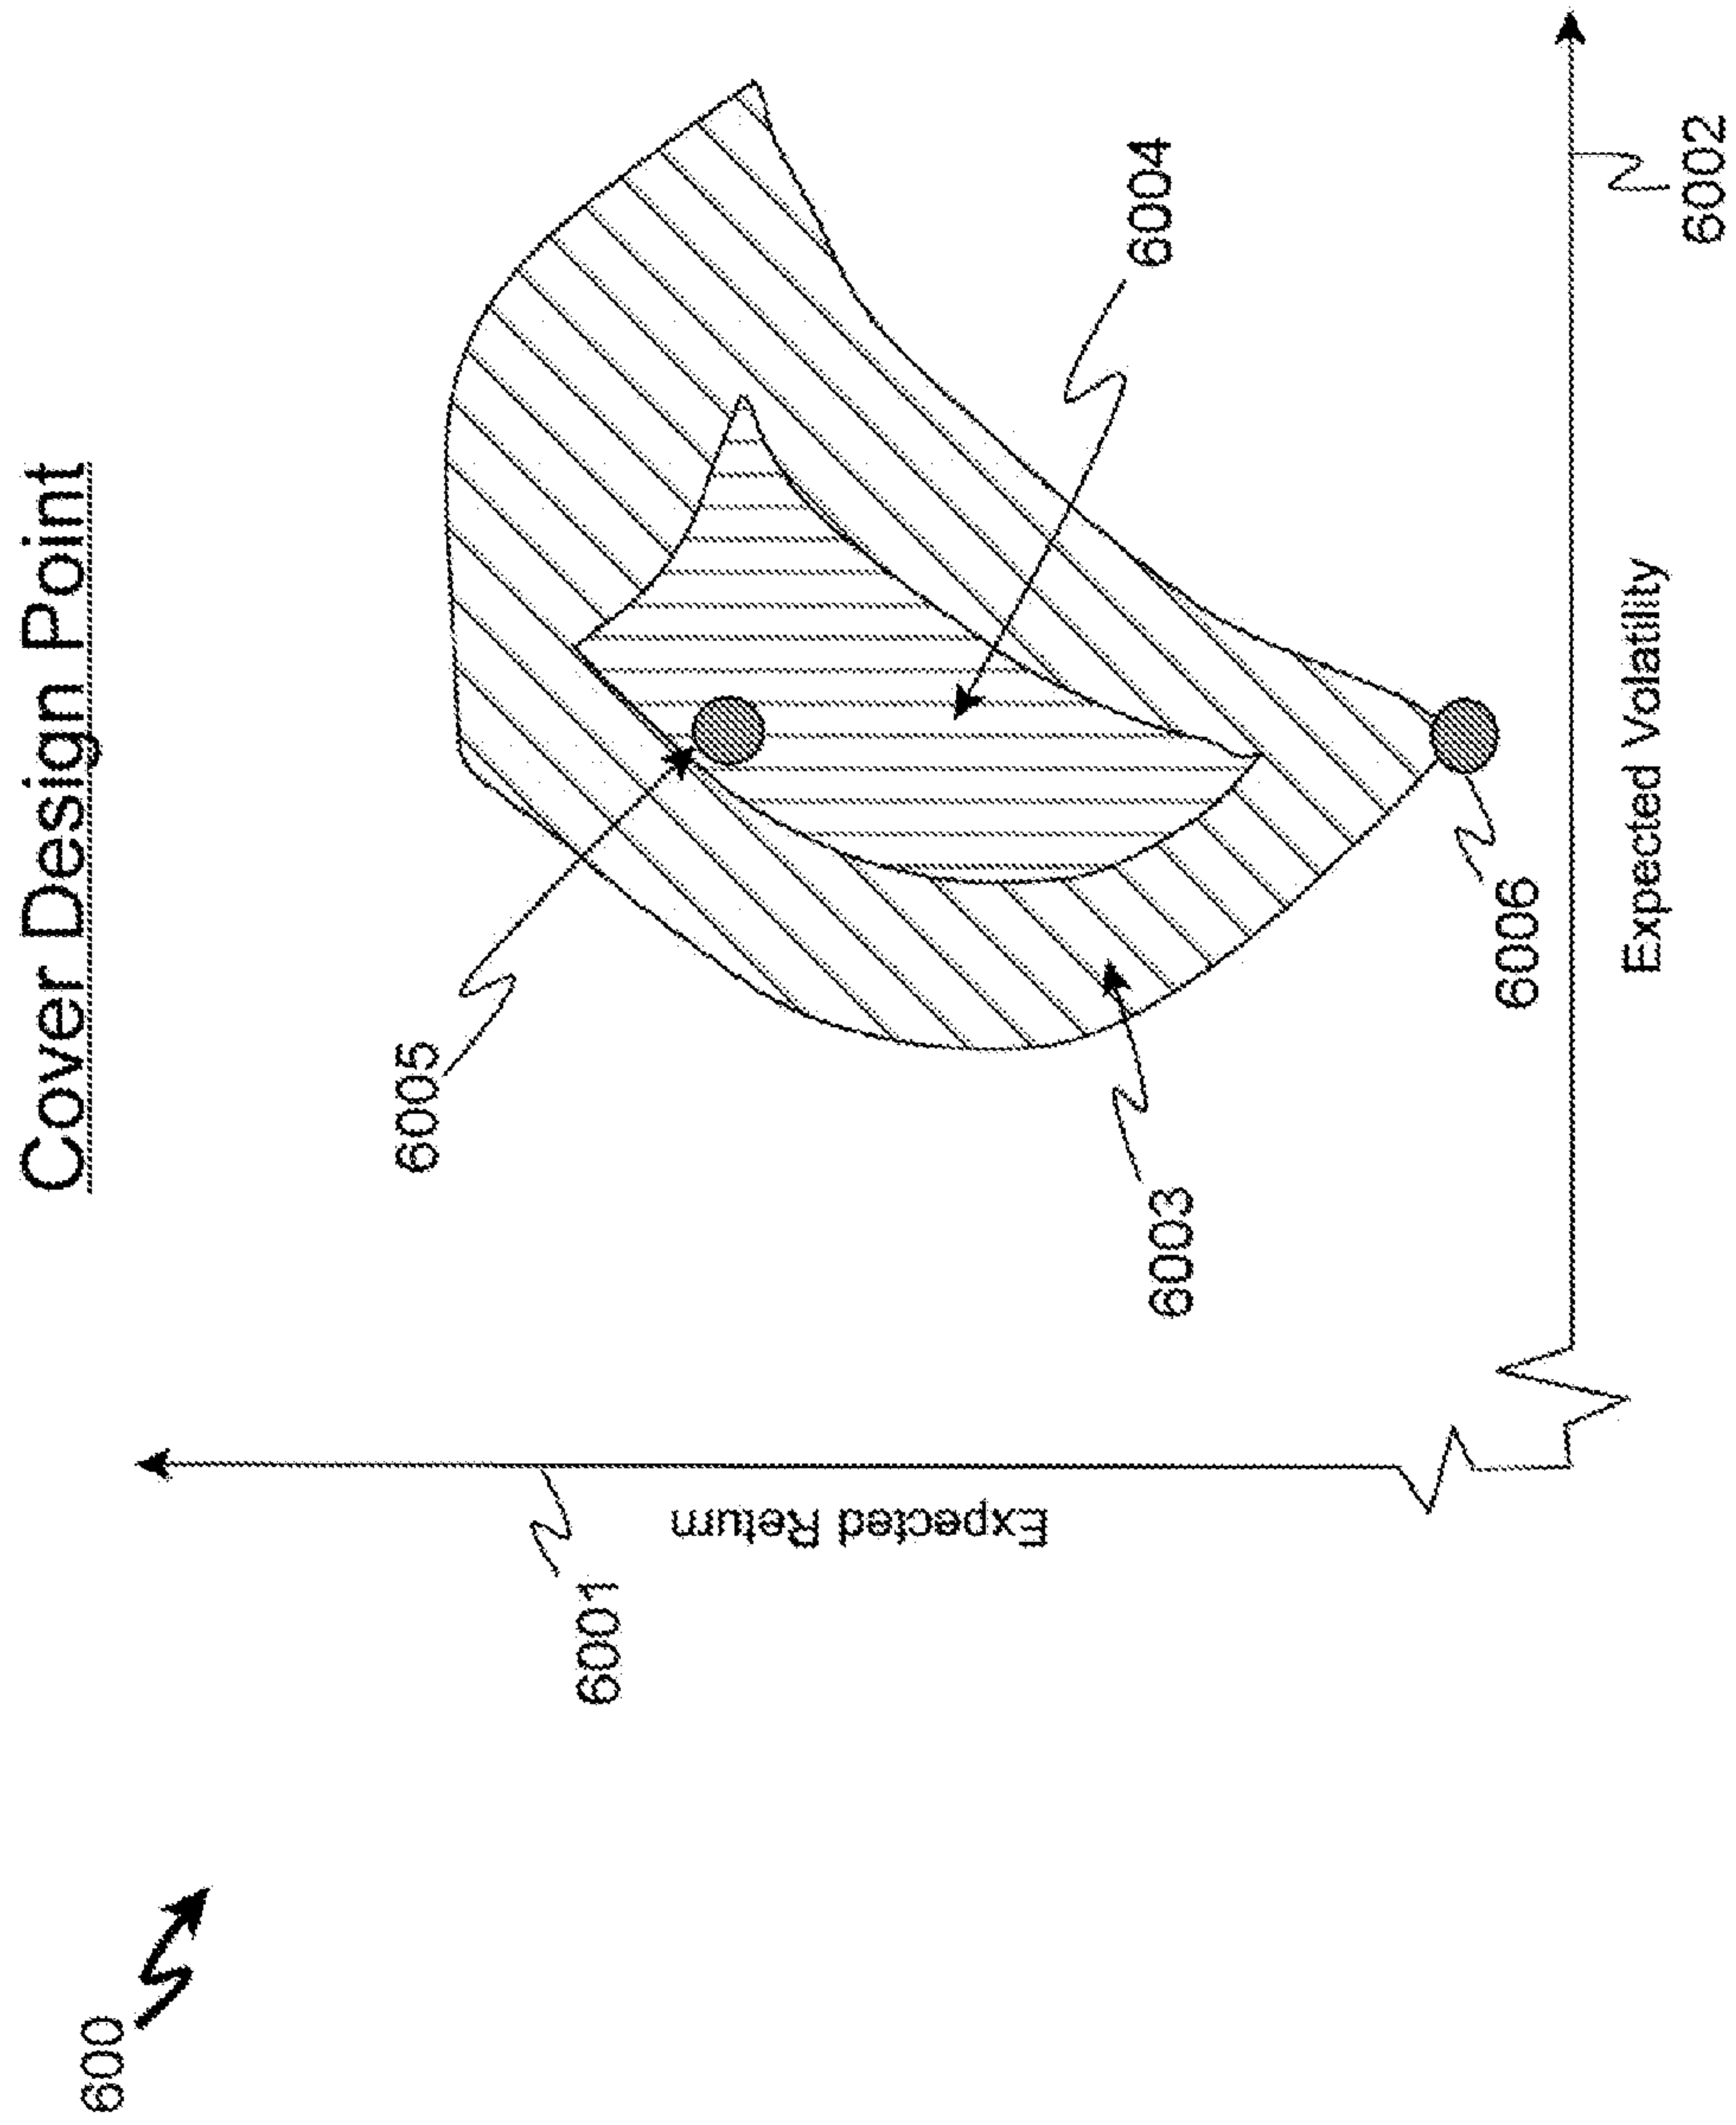 Cover Design Point
600
6005
6004
6003
6001
Expected Return
6006
Expected Volatility
6002